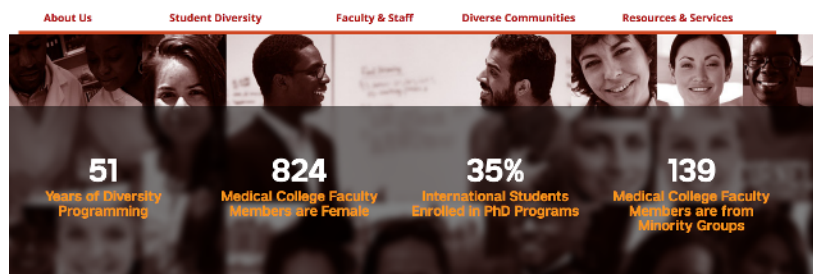 About Us Student Diversity Faculty & Staff Diverse Communities Resources & Services
51
Years of Diversity
Programming
824
Medical College Faculty
Members are Female
35%
International Students
Enrolled in PhD Programs
139
Medical College Faculty
Members are from
Minority Groups